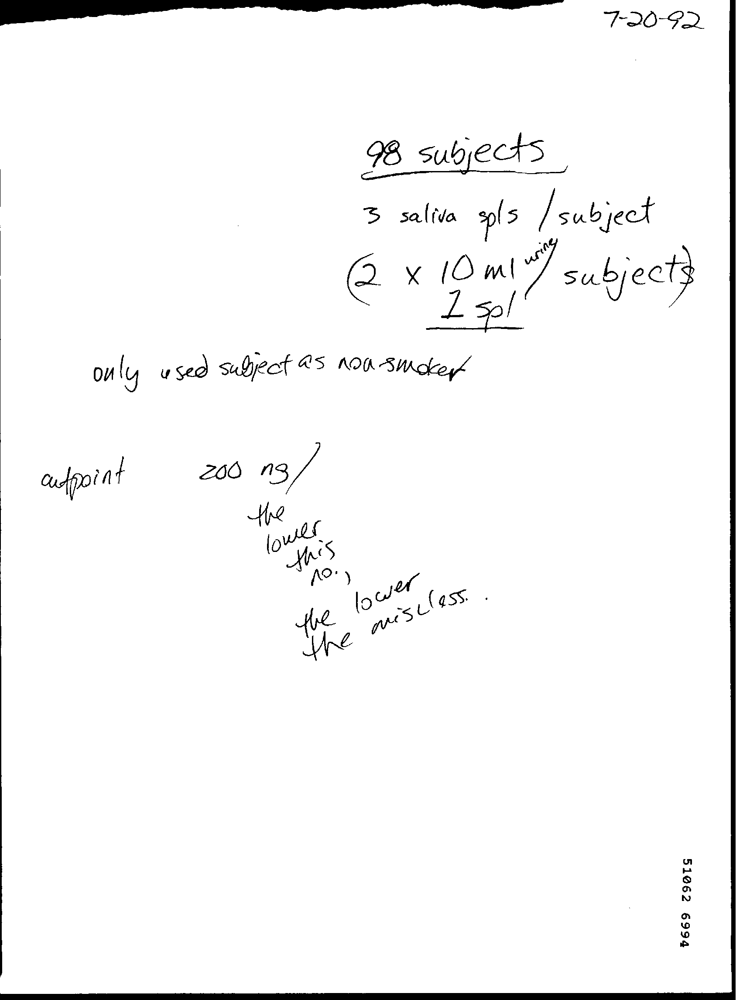 7-20-92
98 subjects
3 saliva spls / subject
(2 x 10 ml urine / subjects)
1 spl
only used subject as non-smoker
cutpoint 200 ng/
the
lower
this
no.,
the lower
the misclass.
51062 6994